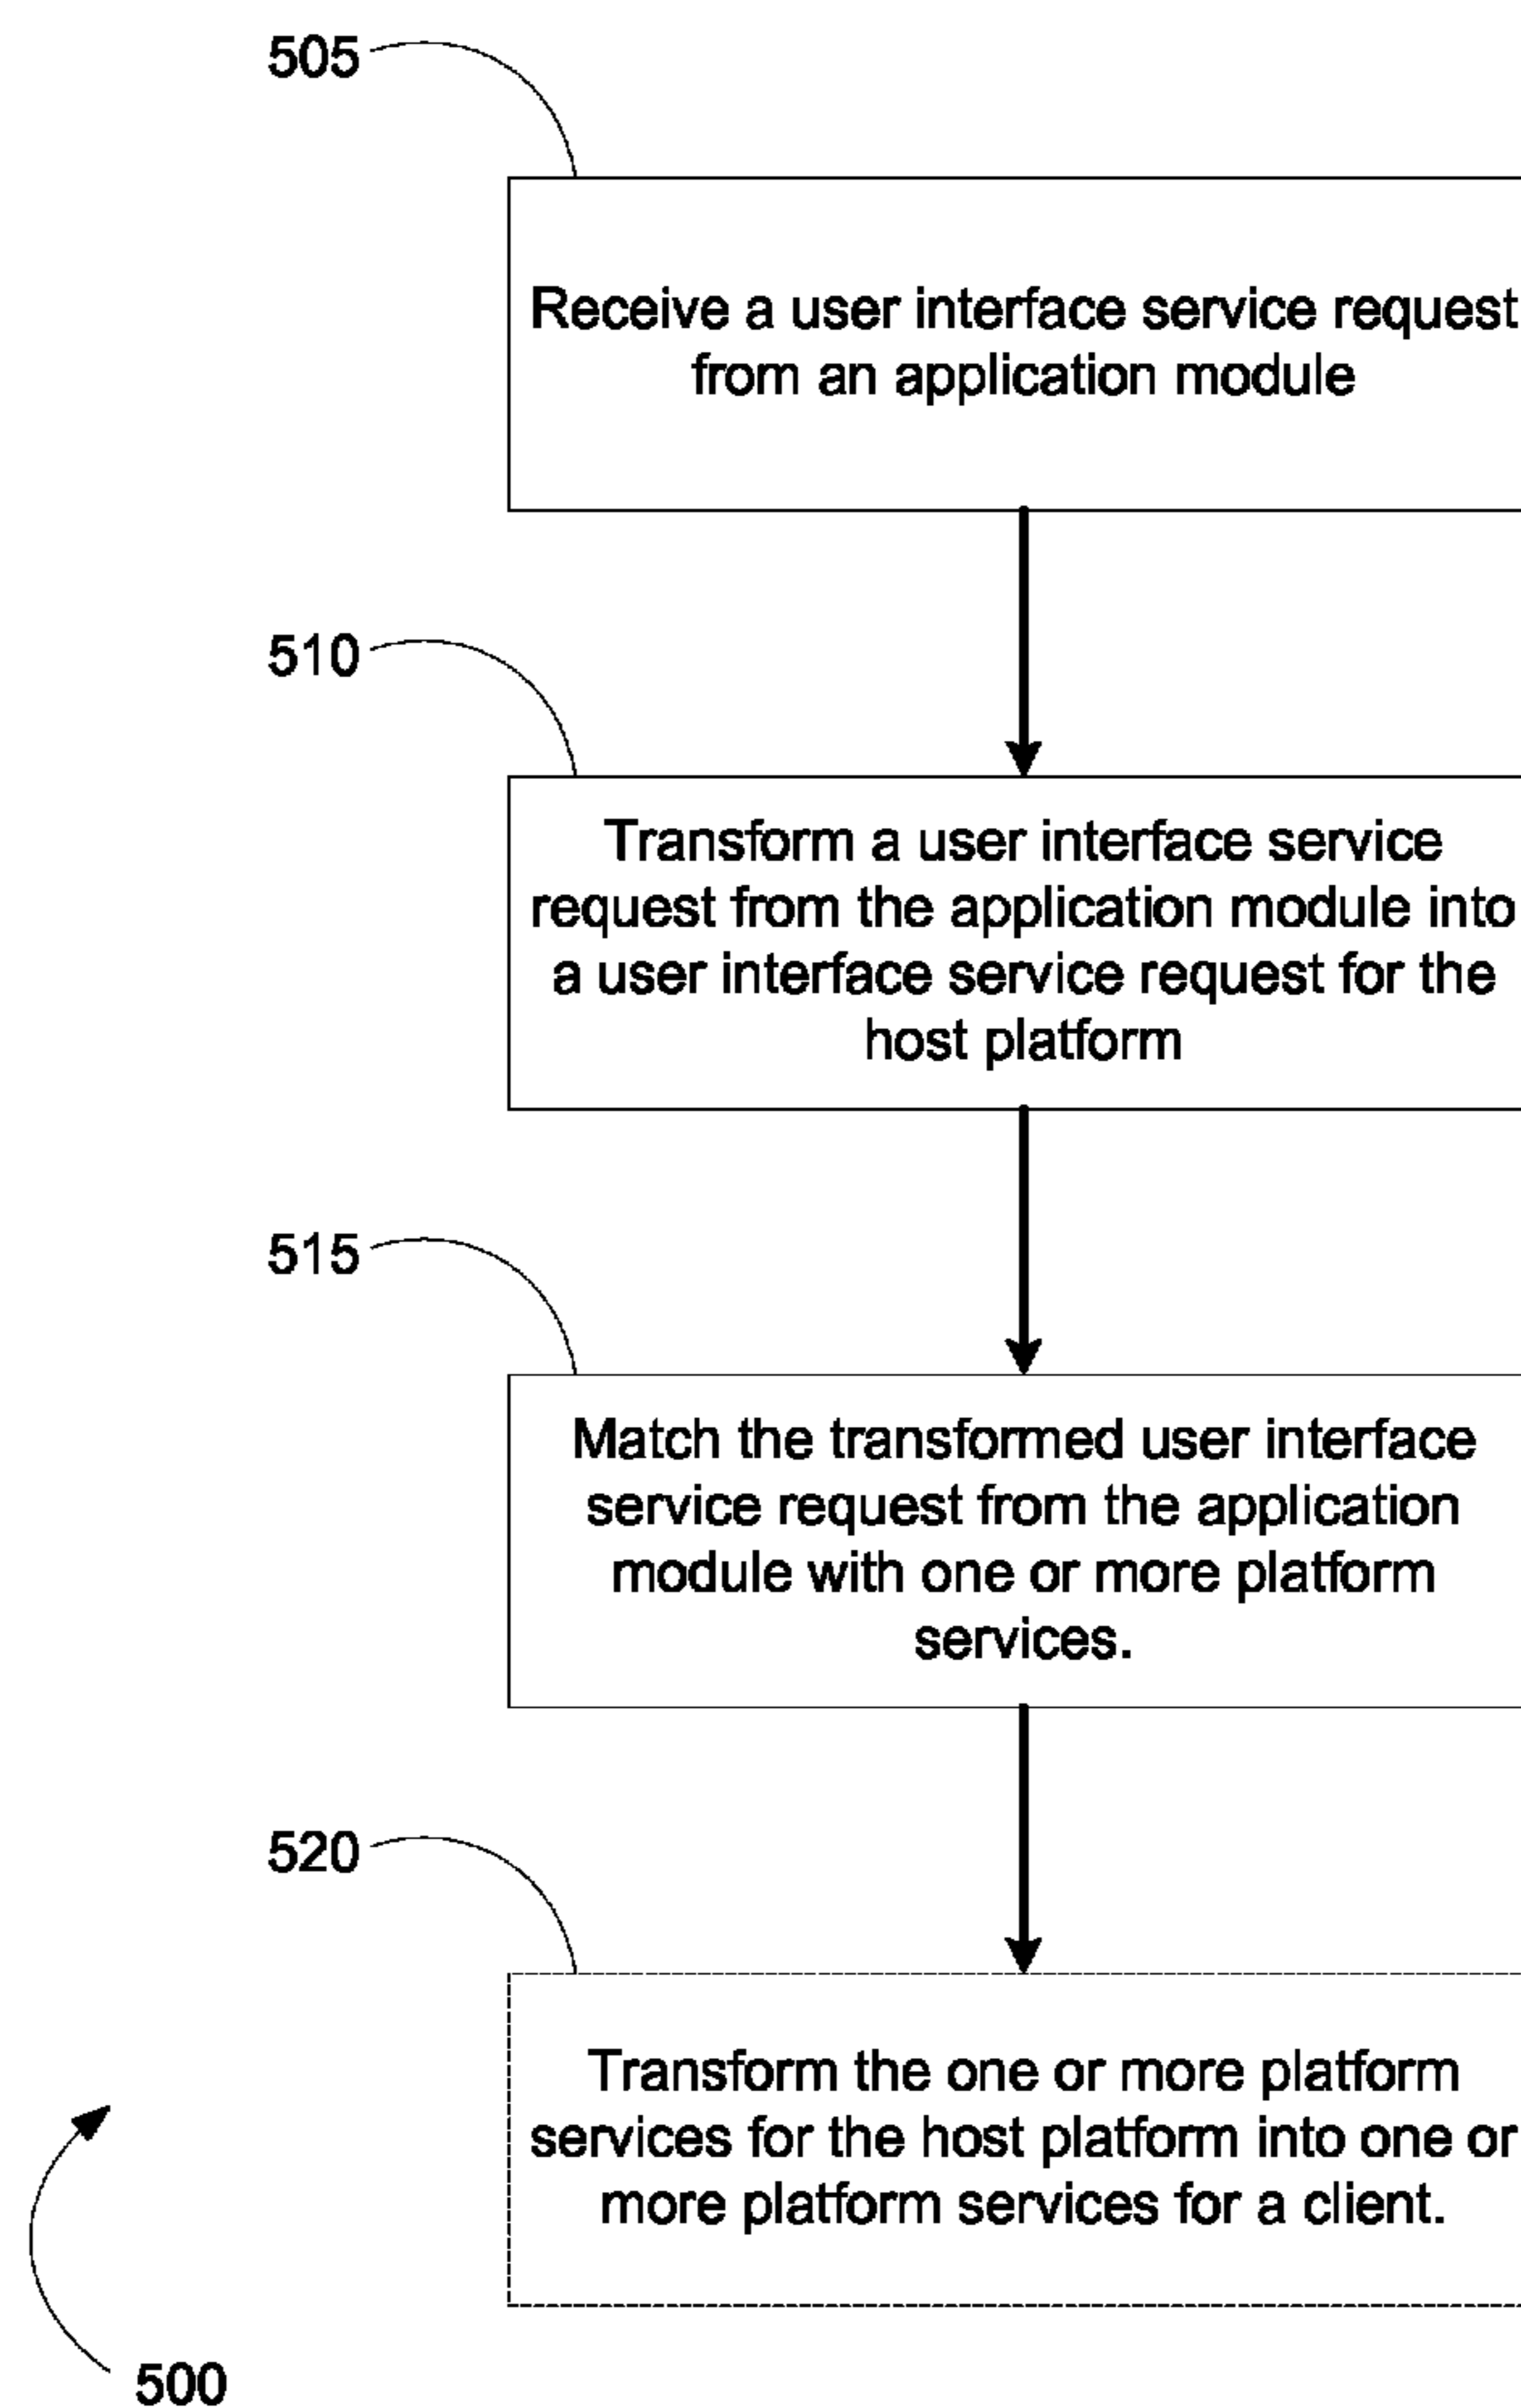 505
Receive a user interface service request
from an application module
510
Transform a user interface service
request from the application module into
a user interface service request for the
host platform
515
Match the transformed user interface
service request from the application
module with one or more platform
services.
520
Transform the one or more platform
services for the host platform into one or
more platform services for a client.
500